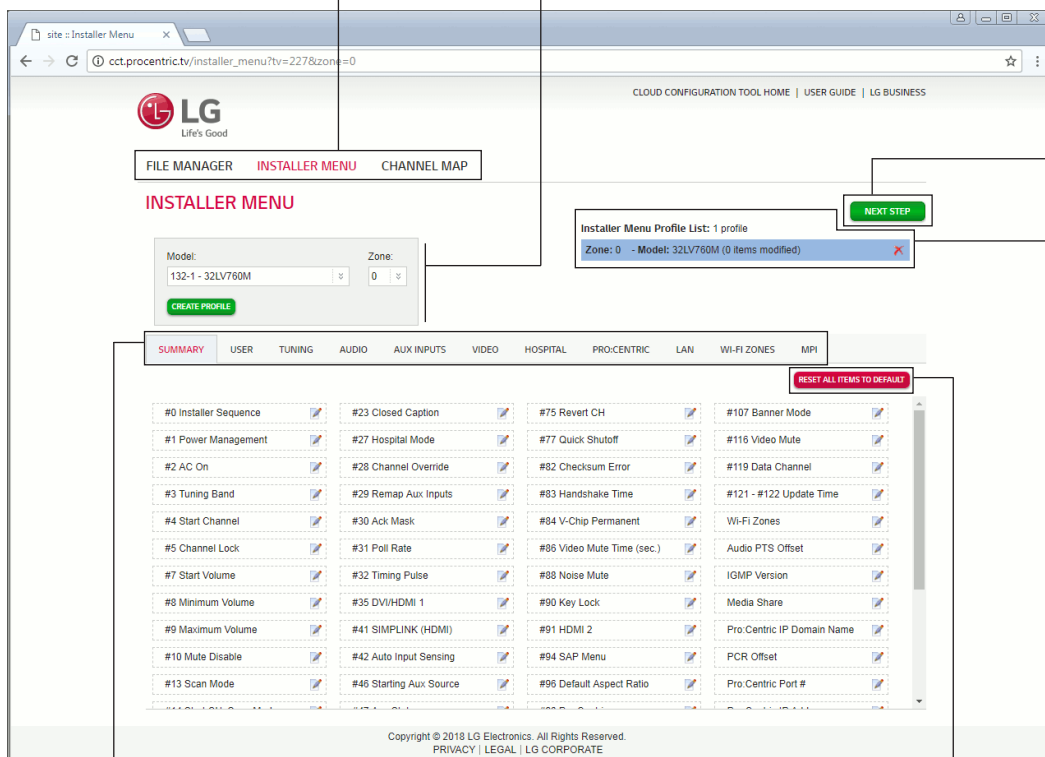 site :: Installer Menu
cct.procentric.tv/installer_menu?tv=227&zone=0
CLOUD CONFIGURATION TOOL HOME | USER GUIDE | LG BUSINESS
LG
Life's Good
FILE MANAGER INSTALLER MENU CHANNEL MAP
INSTALLER MENU
NEXT STEP
Installer Menu Profile List: 1 profile
Zone: 0 - Model: 32LV760M (0 items modified)
Model: Zone:
132-1 - 32LV760M 0
CREATE PROFILE
SUMMARY USER TUNING AUDIO AUX INPUTS VIDEO HOSPITAL PRO:CENTRIC LAN WI-FI ZONES MPI
RESET ALL ITEMS TO DEFAULT
#0 Installer Sequence #23 Closed Caption #75 Revert CH #107 Banner Mode
#1 Power Management #27 Hospital Mode #77 Quick Shutoff #116 Video Mute
#2 AC On #28 Channel Override #82 Checksum Error #119 Data Channel
#3 Tuning Band #29 Remap Aux Inputs #83 Handshake Time #121 - #122 Update Time
#4 Start Channel #30 Ack Mask #84 V-Chip Permanent Wi-Fi Zones
#5 Channel Lock #31 Poll Rate #86 Video Mute Time (sec.) Audio PTS Offset
#7 Start Volume #32 Timing Pulse #88 Noise Mute IGMP Version
#8 Minimum Volume #35 DVI/HDMI 1 #90 Key Lock Media Share
#9 Maximum Volume #41 SIMPLINK (HDMI) #91 HDMI 2 Pro:Centric IP Domain Name
#10 Mute Disable #42 Auto Input Sensing #94 SAP Menu PCR Offset
#13 Scan Mode #46 Starting Aux Source #96 Default Aspect Ratio Pro:Centric Port #
Copyright © 2018 LG Electronics. All Rights Reserved.
PRIVACY | LEGAL | LG CORPORATE